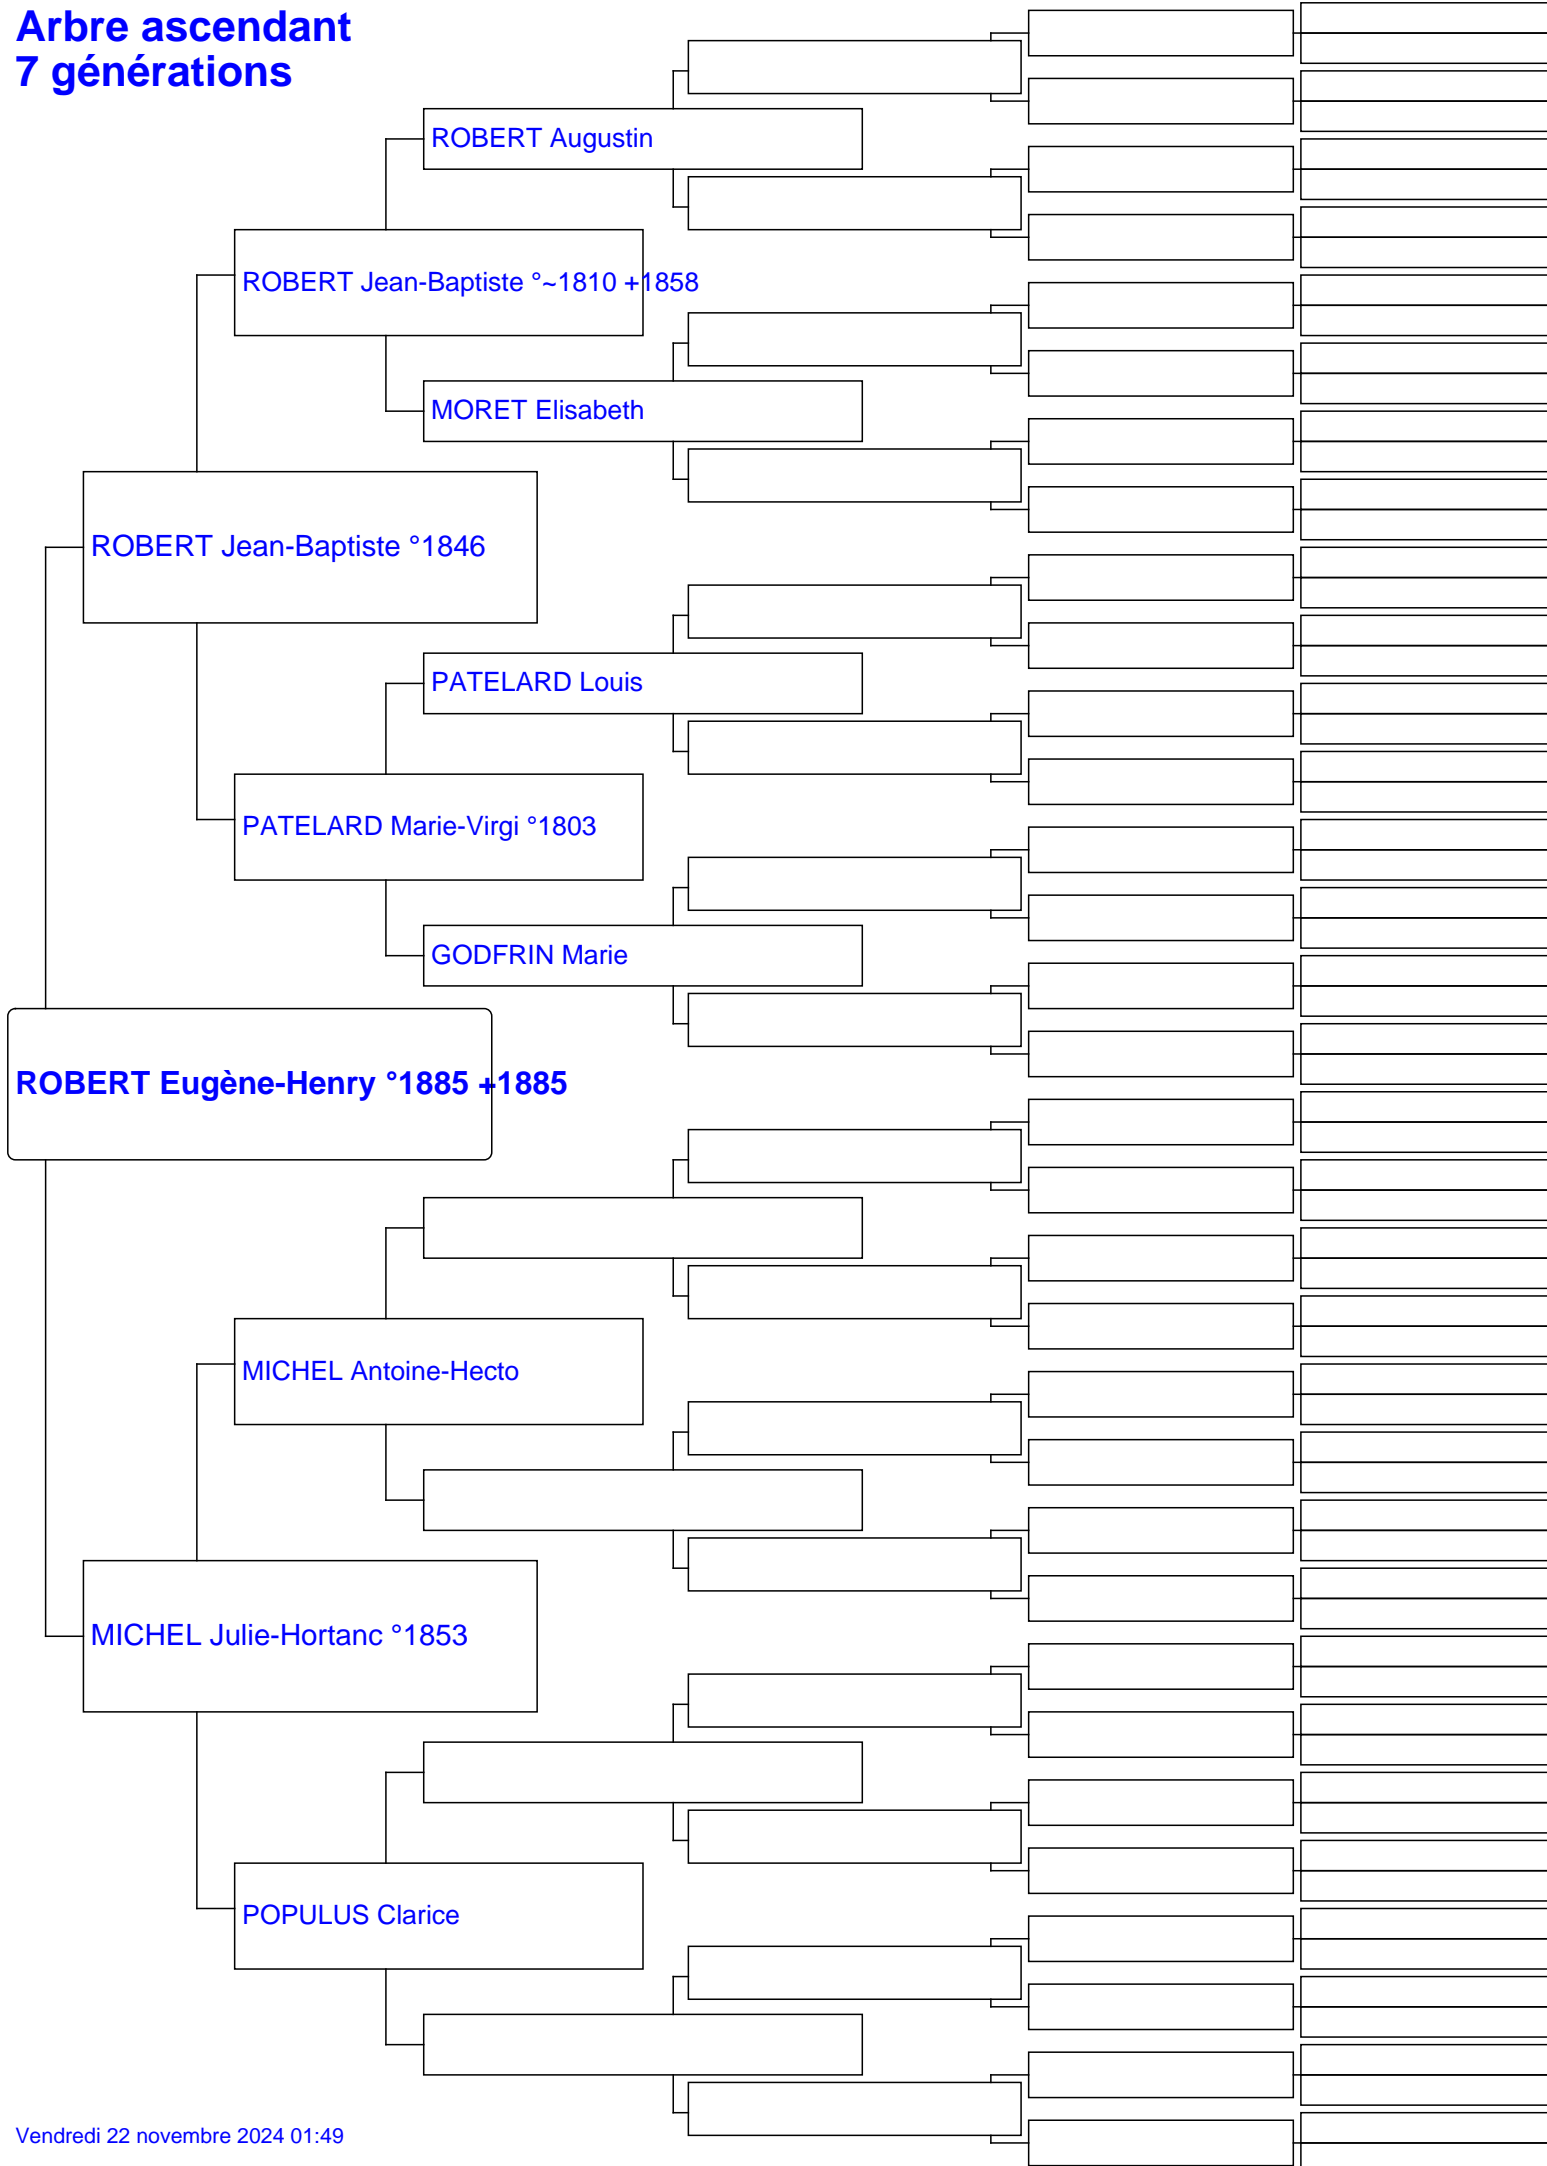 Arbre ascendant
7 générations
ROBERT Augustin
ROBERT Jean-Baptiste °~1810 +1858
MORET Elisabeth
ROBERT Jean-Baptiste °1846
PATELARD Louis
PATELARD Marie-Virgi °1803
GODFRIN Marie
ROBERT Eugène-Henry °1885 +1885
MICHEL Antoine-Hecto
MICHEL Julie-Hortanc °1853
POPULUS Clarice
Vendredi 22 novembre 2024 01:49